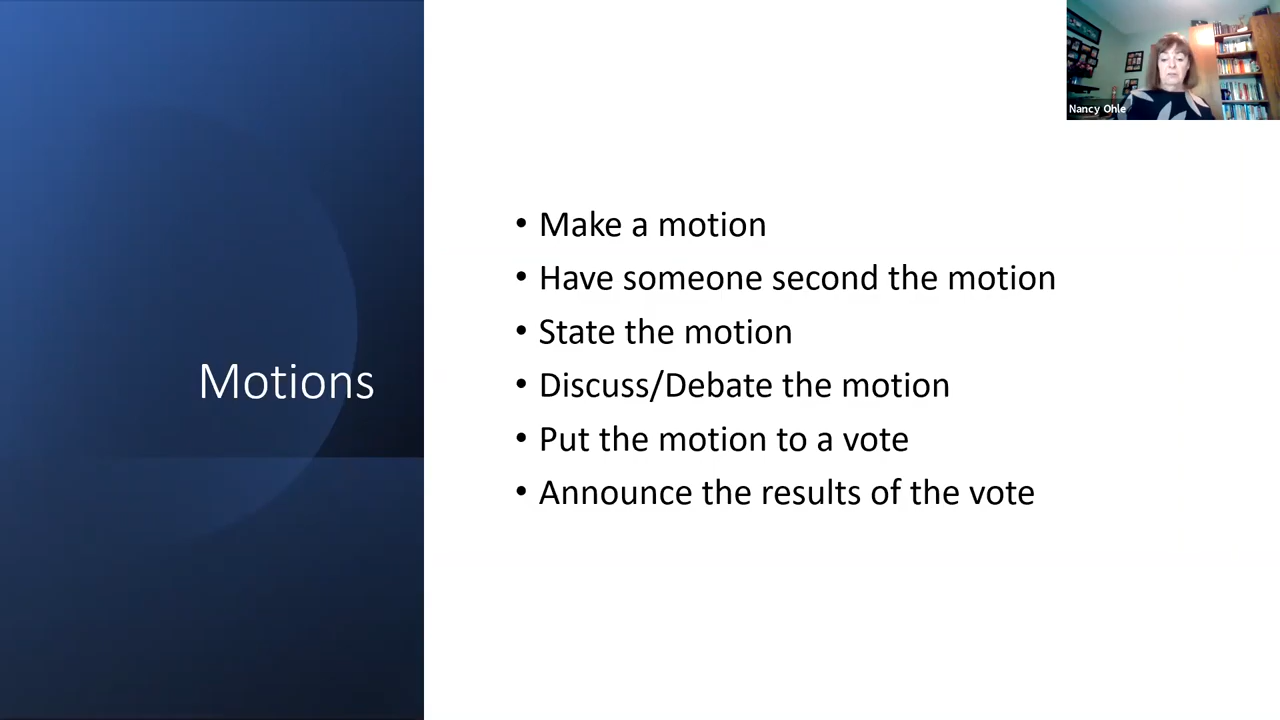 Nancy Ohle
Motions
• Make a motion
• Have someone second the motion
• State the motion
• Discuss/Debate the motion
• Put the motion to a vote
• Announce the results of the vote